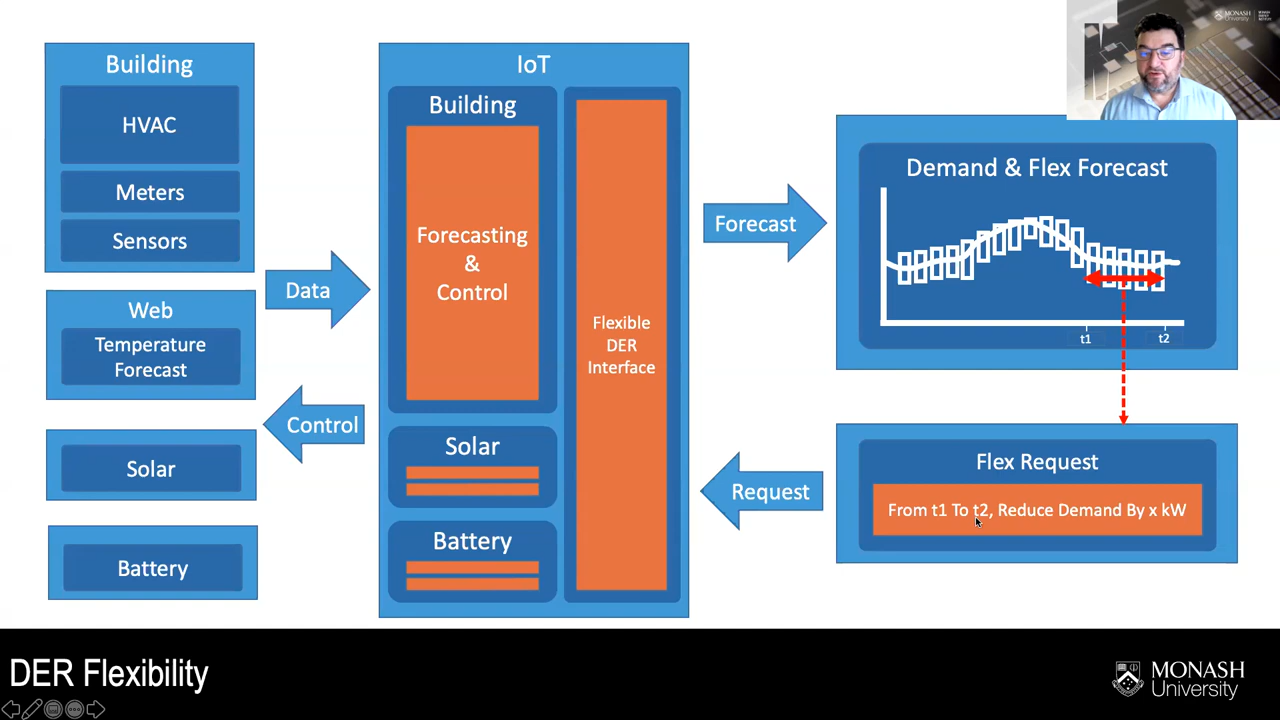 Building
HVAC
Meters
Sensors
Web
Temperature
Forecast
Solar
Battery
Data
Control
IoT
Building
Forecasting
&
Control
Solar
Battery
Flexible
DER
Interface
Forecast
Request
Demand & Flex Forecast
t1
t2
Flex Request
From t1 To t2, Reduce Demand By x kW
DER Flexibility
MONASH
University
MONASH
University